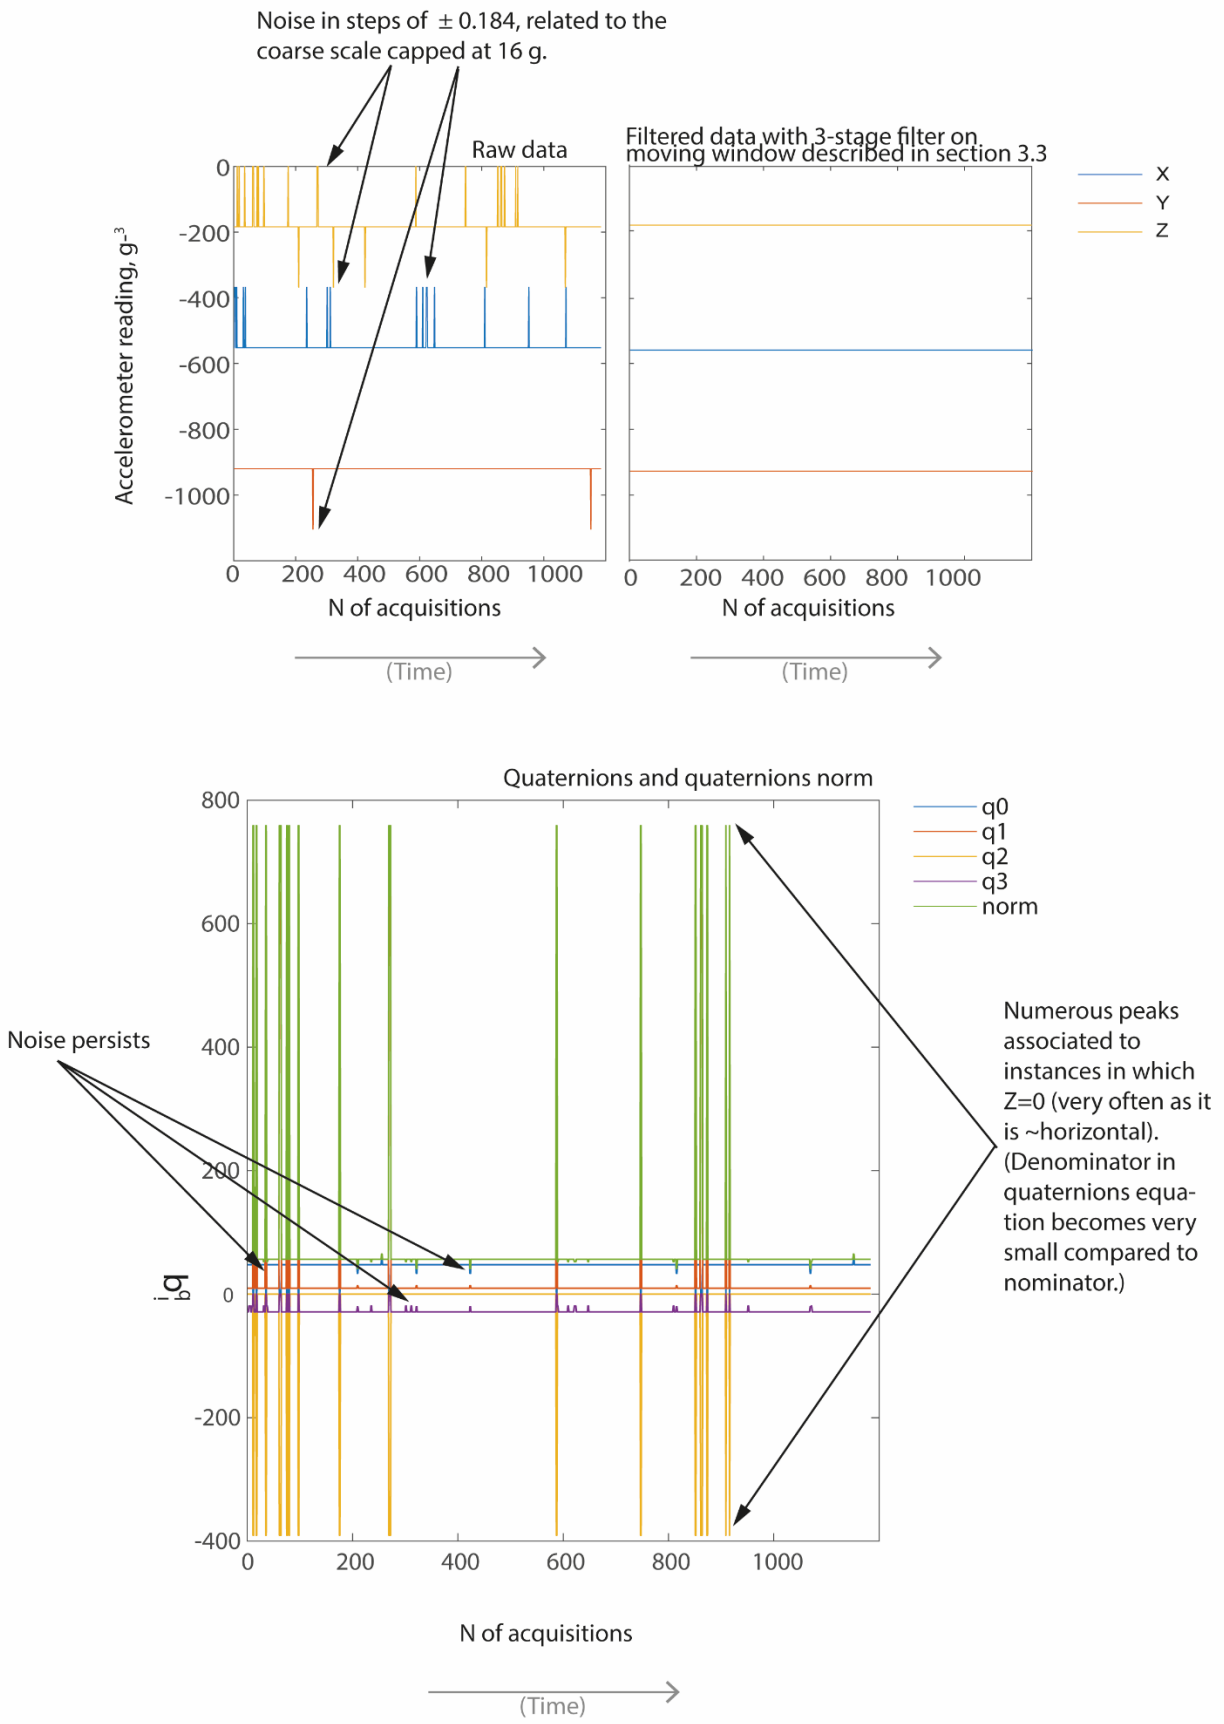 Noise in steps of ± 0.184, related to the
coarse scale capped at 16 g.
Raw data
Filtered data with 3-stage filter on
moving window described in section 3.3
X
Y
Z
Accelerometer reading, g-³
0
-200
-400
-600
-800
-1000
0 200 400 600 800 1000
0 200 400 600 800 1000
N of acquisitions
N of acquisitions
(Time)
(Time)
Quaternions and quaternions norm
q0
q1
q2
q3
norm
800
600
400
200
0
-200
-400
i
b q
Noise persists
Numerous peaks
associated to
instances in which
Z=0 (very often as it
is ~horizontal).
(Denominator in
quaternions equa-
tion becomes very
small compared to
nominator.)
0 200 400 600 800 1000
N of acquisitions
(Time)